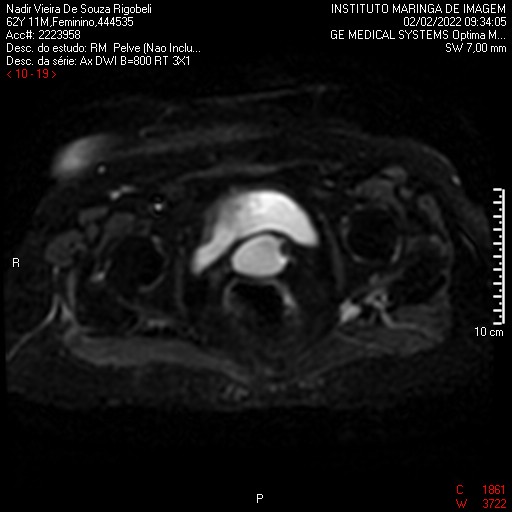 Nadir Vieira De Souza Rigobeli
62Y 11M,Feminino,444535
Acc#: 2223958
Desc. do estudo: RM Pelve (Nao Inclu...
Desc. da série: Ax DWI B=800 RT 3X1
< 10 - 19 >
INSTITUTO MARINGA DE IMAGEM
02/02/2022 09:34:05
GE MEDICAL SYSTEMS Optima M...
SW 7,00 mm
R
10 cm
P
C 1861
W 3722